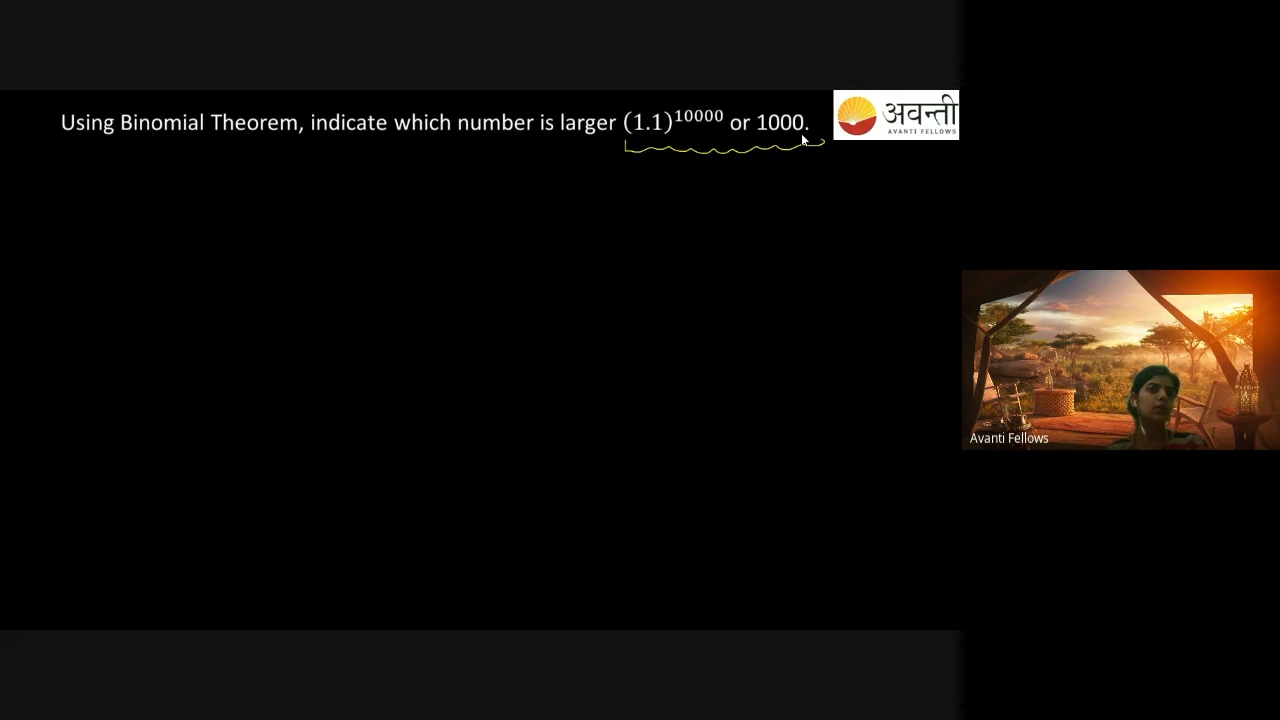 Using Binomial Theorem, indicate which number is larger (1.1)^10000 or 1000.
अवन्ती
AVANTI FELLOWS
Avanti Fellows